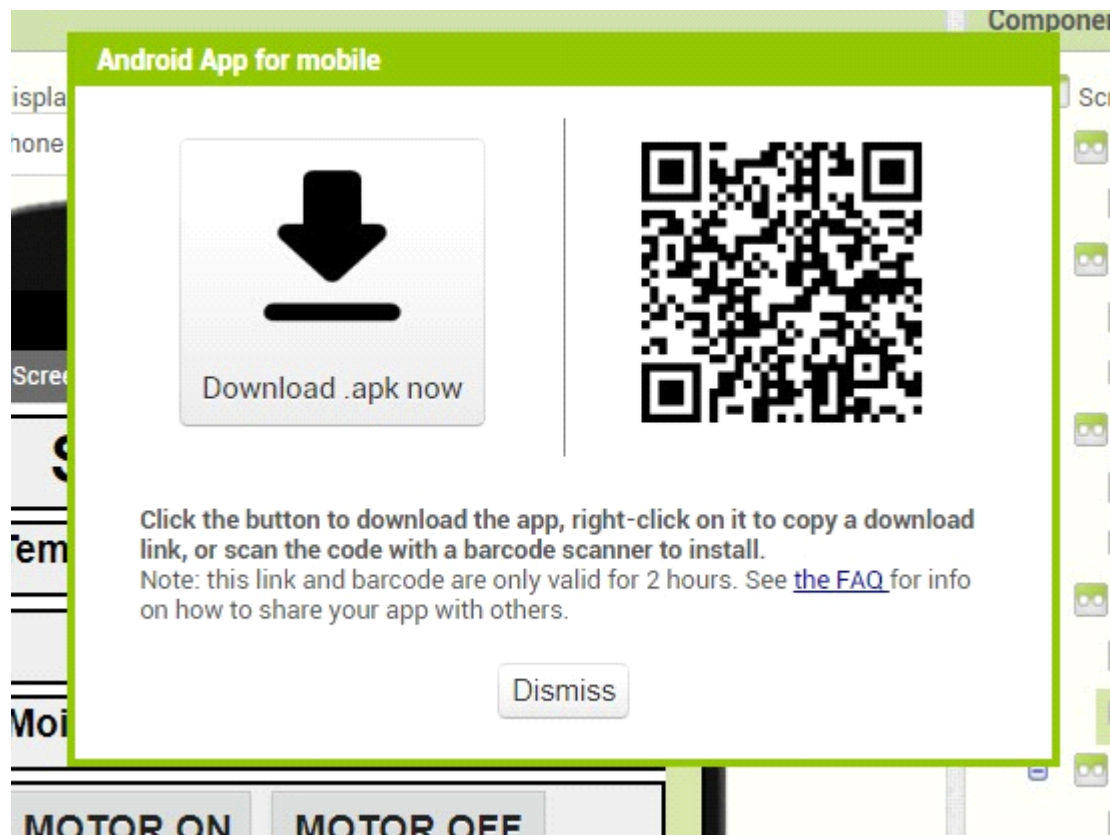 Componen
Android App for mobile
ispla
Scr
hone
Download .apk now
Scree
S
Click the button to download the app, right-click on it to copy a download
link, or scan the code with a barcode scanner to install.
Tem
Note: this link and barcode are only valid for 2 hours. See the FAQ for info
on how to share your app with others.
Dismiss
Moi
MOTOR ON MOTOR OFF